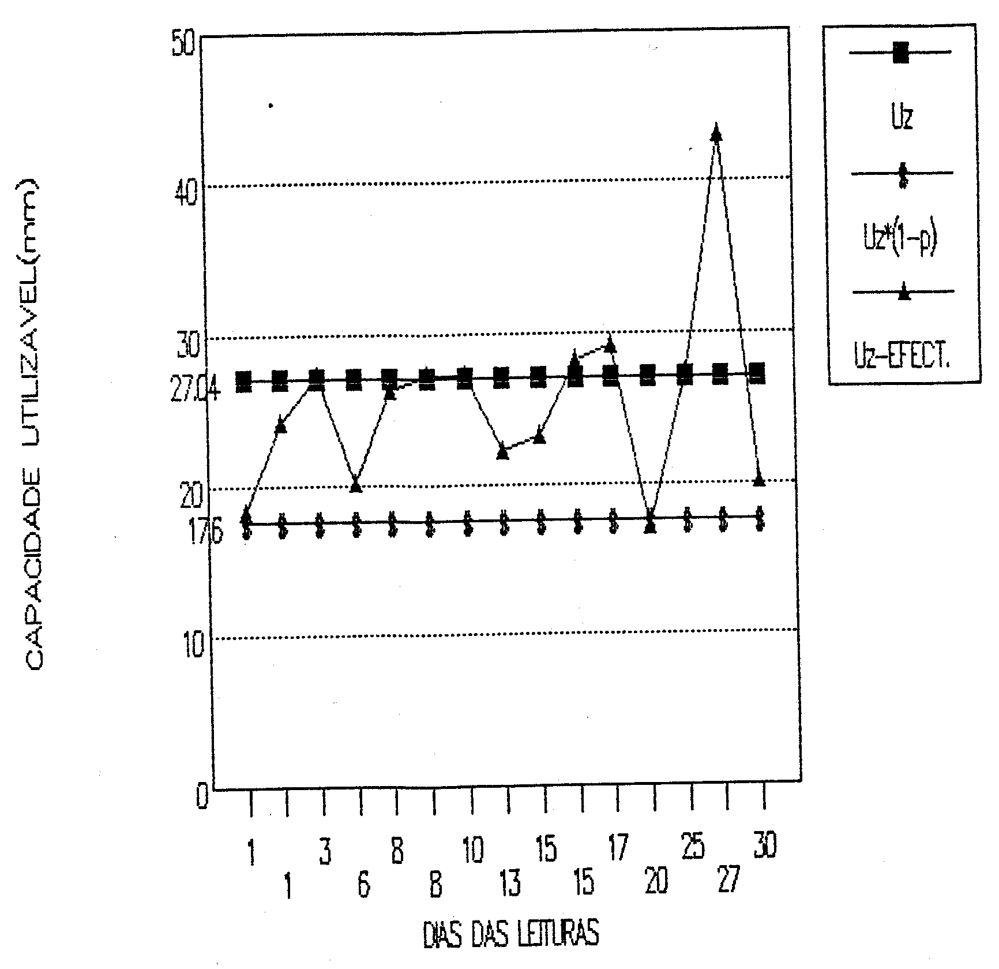 CAPACIDADE UTILIZAVEL(mm)
50
40
30
27.04
20
17.6
10
0
1 3 8 10 15 17 25 30
1 6 8 13 15 20 27
DIAS DAS LEITURAS
Uz
Uz*(1-p)
Uz-EFECT.